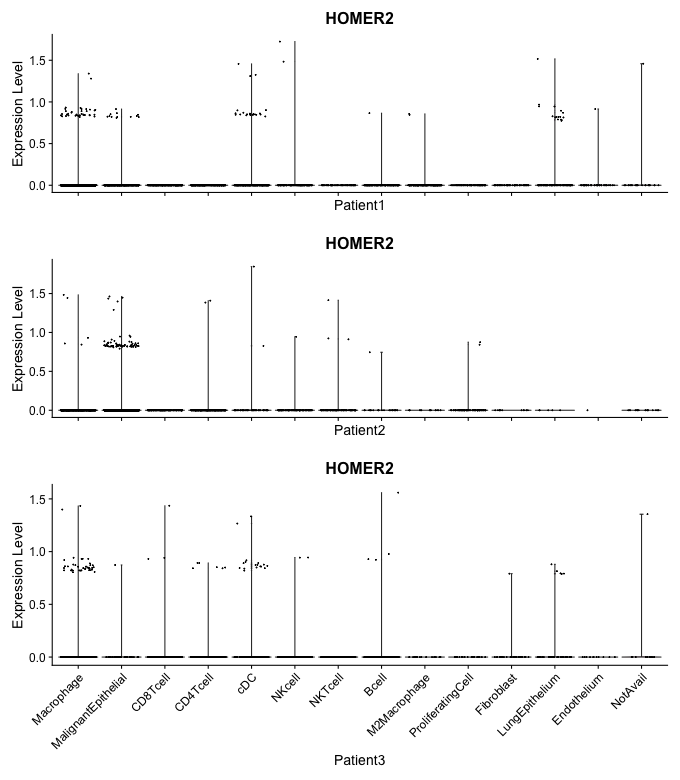 HOMER2
Expression Level
1.5
1.0
0.5
0.0
Patient1
HOMER2
Expression Level
1.5
1.0
0.5
0.0
Patient2
HOMER2
Expression Level
1.5
1.0
0.5
0.0
Macrophage
MalignantEpithelial
CD8Tcell
CD4Tcell
cDC
NKcell
NKTcell
Bcell
M2Macrophage
ProliferatingCell
Fibroblast
LungEpithelium
Endothelium
NotAvail
Patient3